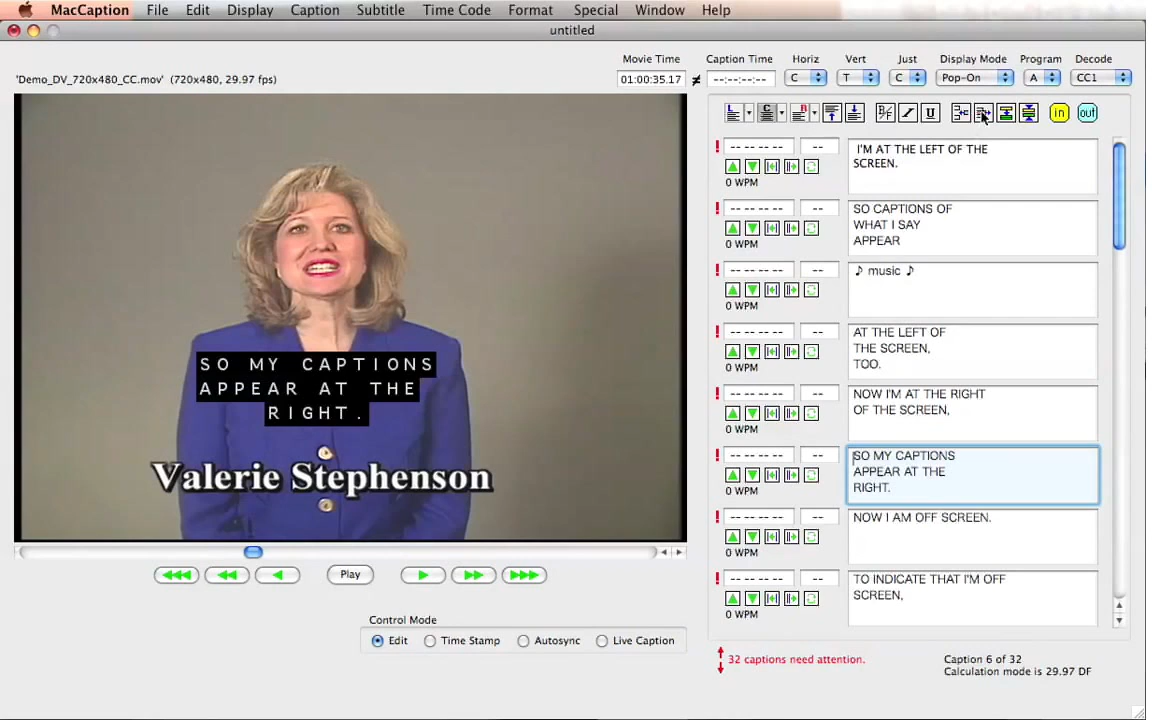 MacCaption File Edit Display Caption Subtitle Time Code Format Special Window Help
untitled
'Demo_DV_720x480_CC.mov' (720x480, 29.97 fps)
Movie Time Caption Time Horiz Vert Just Display Mode Program Decode
01:00:35.17 ≠ --:--:--:-- C T C Pop-On A CC1
L C R B/F I U in out
! -- -- -- -- --
0 WPM
I'M AT THE LEFT OF THE
SCREEN.
! -- -- -- -- --
0 WPM
SO CAPTIONS OF
WHAT I SAY
APPEAR
! -- -- -- -- --
0 WPM
♪ music ♪
! -- -- -- -- --
0 WPM
AT THE LEFT OF
THE SCREEN,
TOO.
! -- -- -- -- --
0 WPM
NOW I'M AT THE RIGHT
OF THE SCREEN,
! -- -- -- -- --
0 WPM
SO MY CAPTIONS
APPEAR AT THE
RIGHT.
! -- -- -- -- --
0 WPM
NOW I AM OFF SCREEN.
! -- -- -- -- --
0 WPM
TO INDICATE THAT I'M OFF
SCREEN,
SO MY CAPTIONS
APPEAR AT THE
RIGHT.
Valerie Stephenson
Play
Control Mode
Edit Time Stamp Autosync Live Caption
32 captions need attention.
Caption 6 of 32
Calculation mode is 29.97 DF